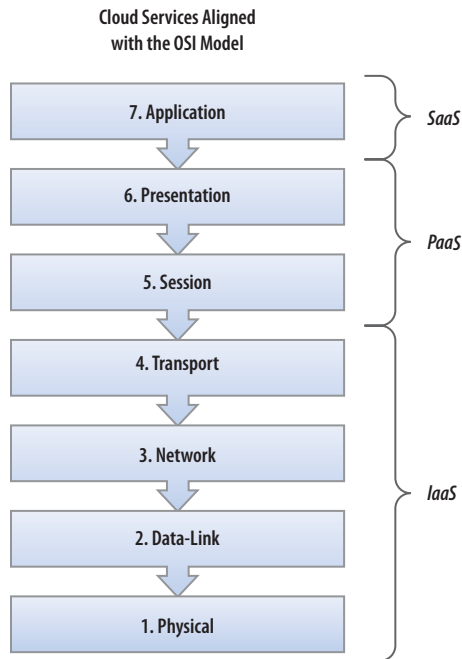 Cloud Services Aligned
with the OSI Model
7. Application
SaaS
6. Presentation
PaaS
5. Session
4. Transport
3. Network
IaaS
2. Data-Link
1. Physical